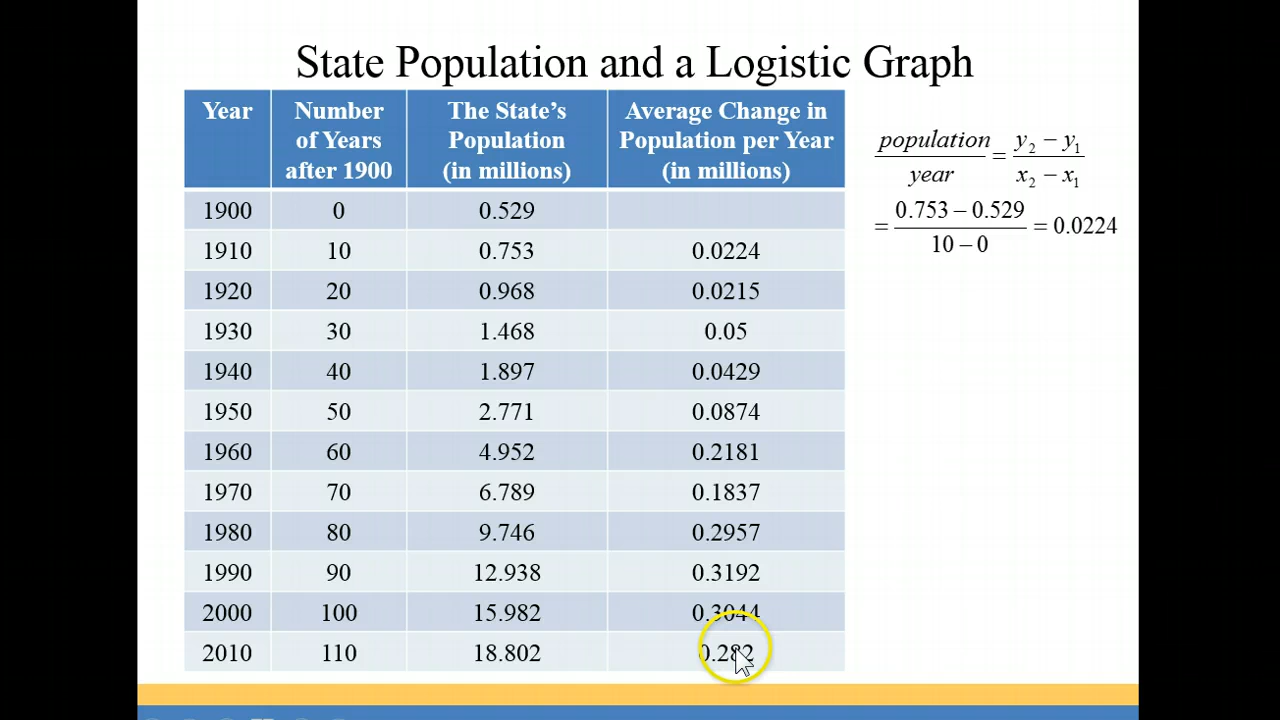 State Population and a Logistic Graph
Year Number of Years after 1900 The State's Population (in millions) Average Change in Population per Year (in millions)
1900 0 0.529
1910 10 0.753 0.0224
1920 20 0.968 0.0215
1930 30 1.468 0.05
1940 40 1.897 0.0429
1950 50 2.771 0.0874
1960 60 4.952 0.2181
1970 70 6.789 0.1837
1980 80 9.746 0.2957
1990 90 12.938 0.3192
2000 100 15.982 0.3044
2010 110 18.802 0.282
population/year = (y₂ – y₁)/(x₂ – x₁)
= (0.753 – 0.529)/(10 – 0) = 0.0224